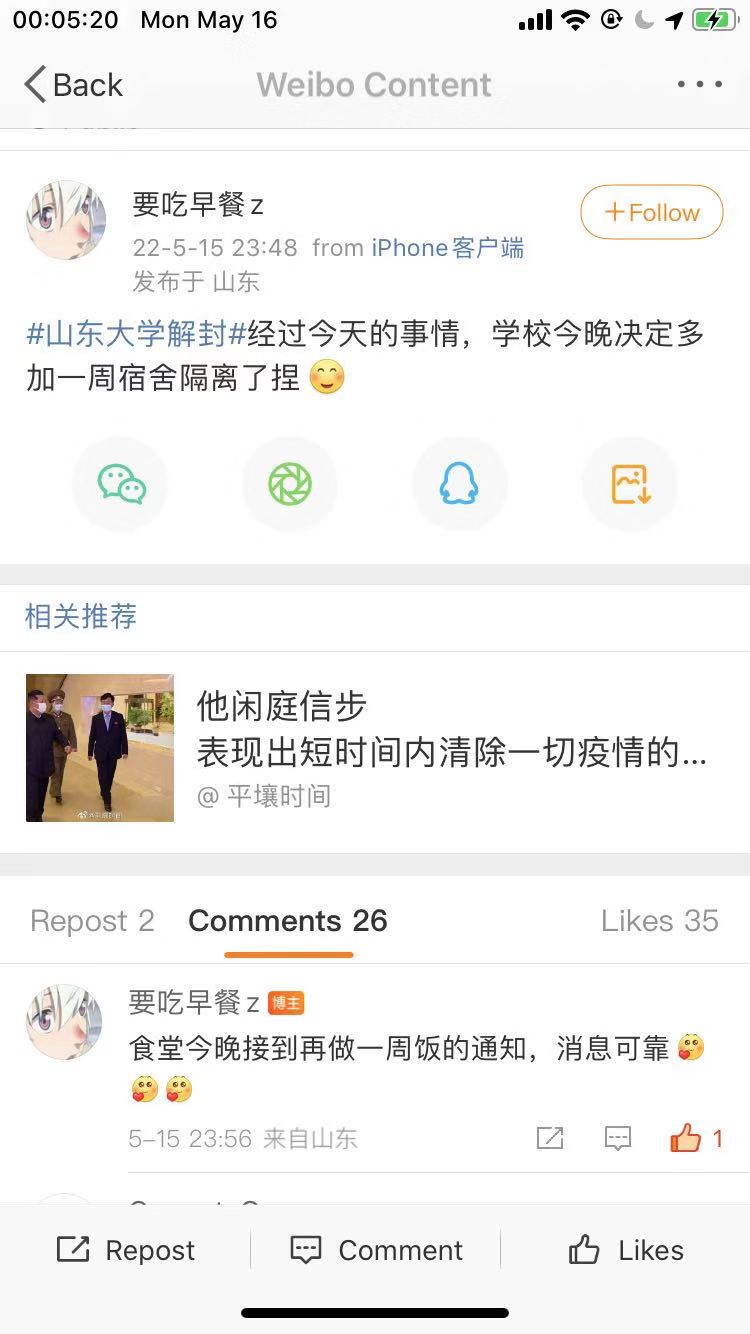 00:05:20 Mon May 16
Back
Weibo Content
要吃早餐z
+Follow
22-5-15 23:48 from iPhone客户端
发布于 山东
#山东大学解封#经过今天的事情，学校今晚决定多
加一周宿舍隔离了捏
相关推荐
他闲庭信步
表现出短时间内清除一切疫情的...
@ 平壤时间
Repost 2 Comments 26 Likes 35
要吃早餐z 博主
食堂今晚接到再做一周饭的通知，消息可靠
5-15 23:56 来自山东 1
Repost Comment Likes